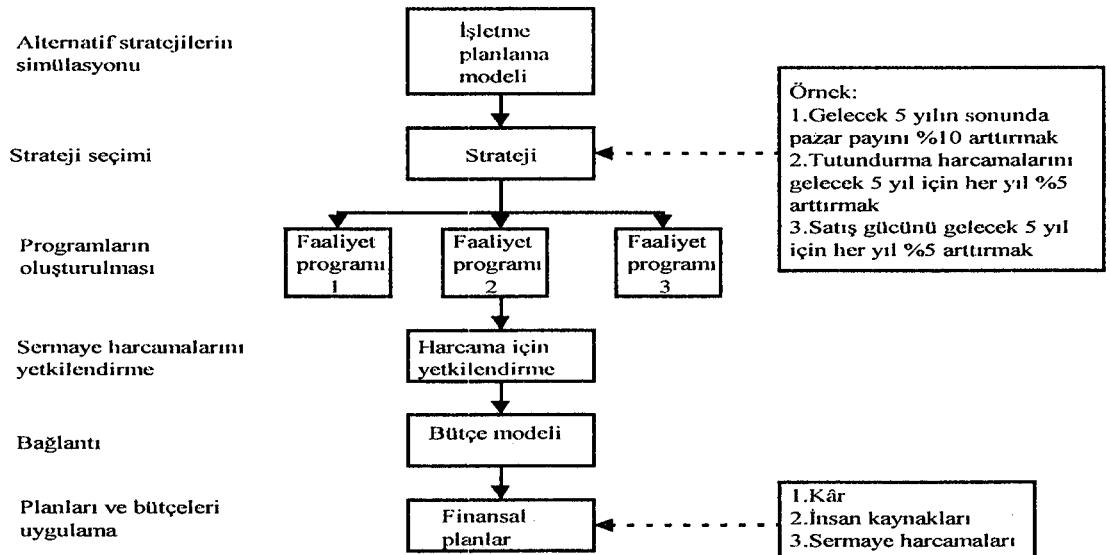 Alternatif stratejilerin
simülasyonu
İşletme
planlama
modeli
Örnek:
1.Gelecek 5 yılın sonunda
pazar payını %10 arttırmak
2.Tutundurma harcamalarını
gelecek 5 yıl için her yıl %5
arttırmak
3.Satış gücünü gelecek 5 yıl
için her yıl %5 arttırmak
Strateji seçimi
Strateji
Programların
oluşturulması
Faaliyet
programı
1
Faaliyet
programı
2
Faaliyet
programı
3
Sermaye harcamalarını
yetkilendirme
Harcama için
yetkilendirme
Bağlantı
Bütçe modeli
Planları ve bütçeleri
uygulama
Finansal
planlar
1.Kâr
2.İnsan kaynakları
3.Sermaye harcamaları